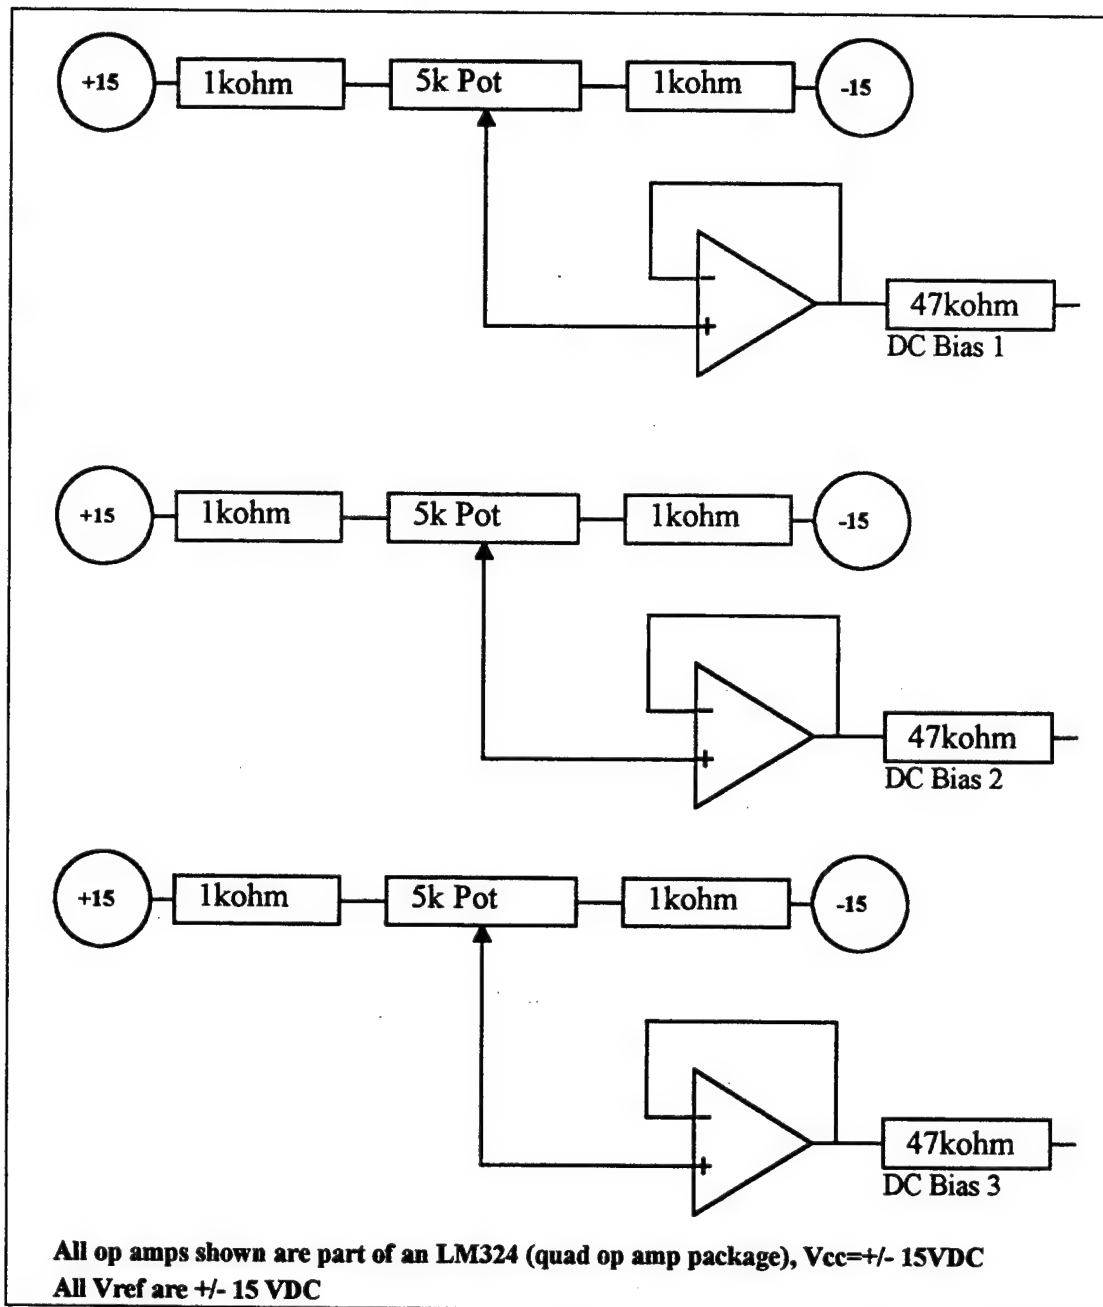 +15 1kohm 5k Pot 1kohm -15
-
+
47kohm
DC Bias 1
+15 1kohm 5k Pot 1kohm -15
-
+
47kohm
DC Bias 2
+15 1kohm 5k Pot 1kohm -15
-
+
47kohm
DC Bias 3
All op amps shown are part of an LM324 (quad op amp package), Vcc=+/- 15VDC
All Vref are +/- 15 VDC